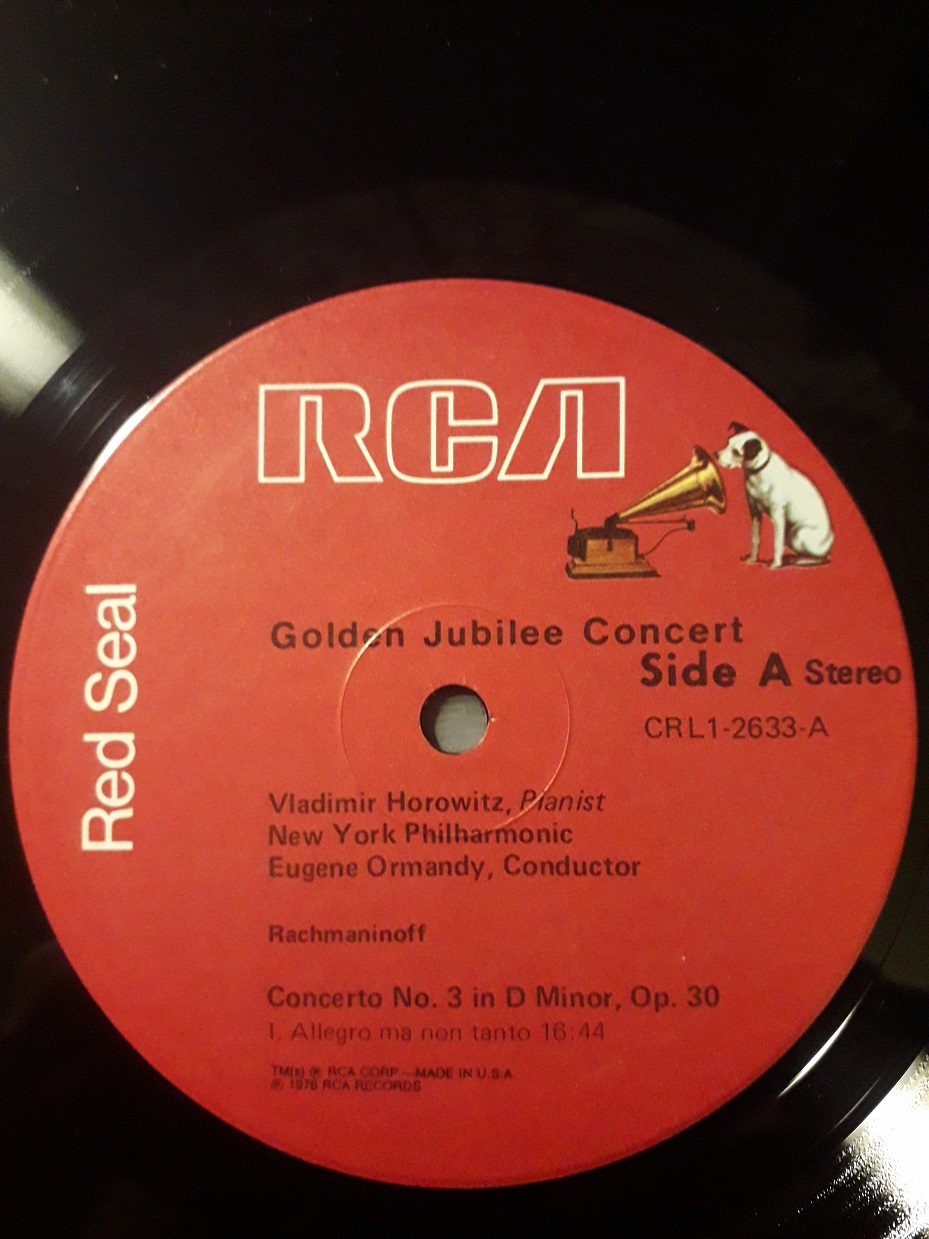 RCA
Red Seal
Golden Jubilee Concert
Side A Stereo
CRL1-2633-A
Vladimir Horowitz, Pianist
New York Philharmonic
Eugene Ormandy, Conductor
Rachmaninoff
Concerto No. 3 in D Minor, Op. 30
I. Allegro ma non tanto 16:44
TM(s) ® RCA CORP.—MADE IN U.S.A.
℗ 1978 RCA RECORDS